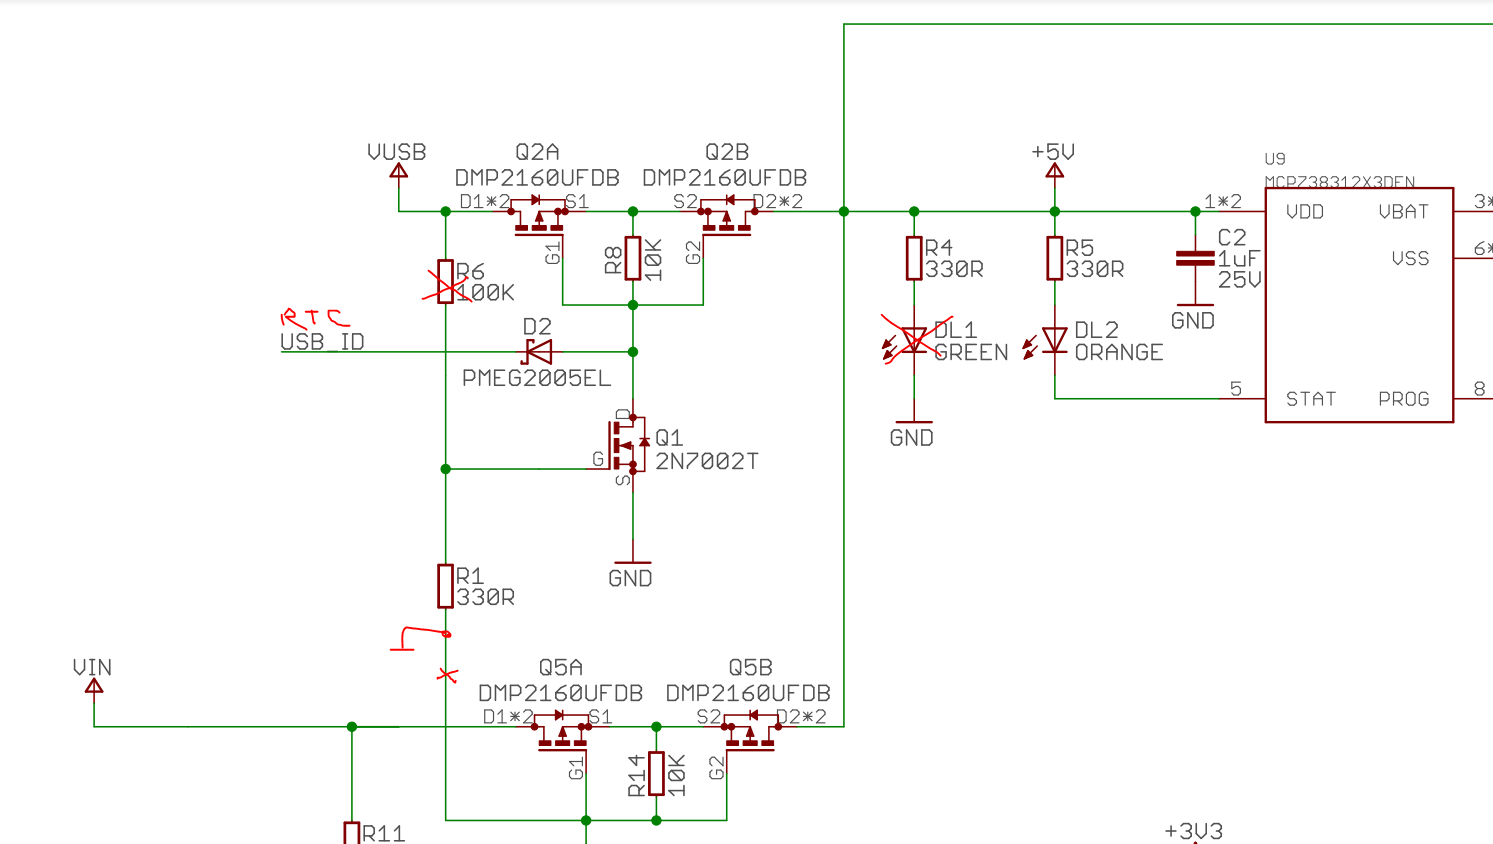 VUSB
Q2A
DMP2160UFDB
D1*2
S1
G1
Q2B
DMP2160UFDB
S2
D2*2
G2
+5V
U9
MCP738312X3DFN
1*2
VDD
VBAT
3*
VSS
6*
5
STAT
PROG
8
R6
100K
R8
10K
R4
330R
R5
330R
C2
1uF
25V
GND
RTC
USB_ID
D2
PMEG2005EL
DL1
GREEN
DL2
ORANGE
GND
D
G
S
Q1
2N7002T
GND
R1
330R
VIN
Q5A
DMP2160UFDB
D1*2
S1
G1
Q5B
DMP2160UFDB
S2
D2*2
G2
R14
10K
R11
+3V3